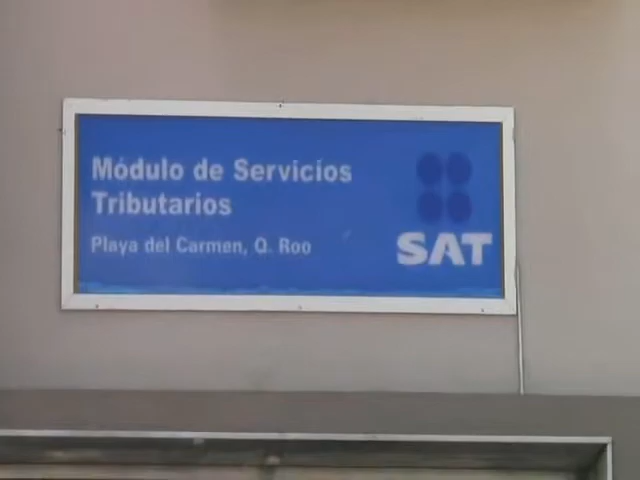 Módulo de Servicios
Tributarios
Playa del Carmen, Q. Roo
SAT